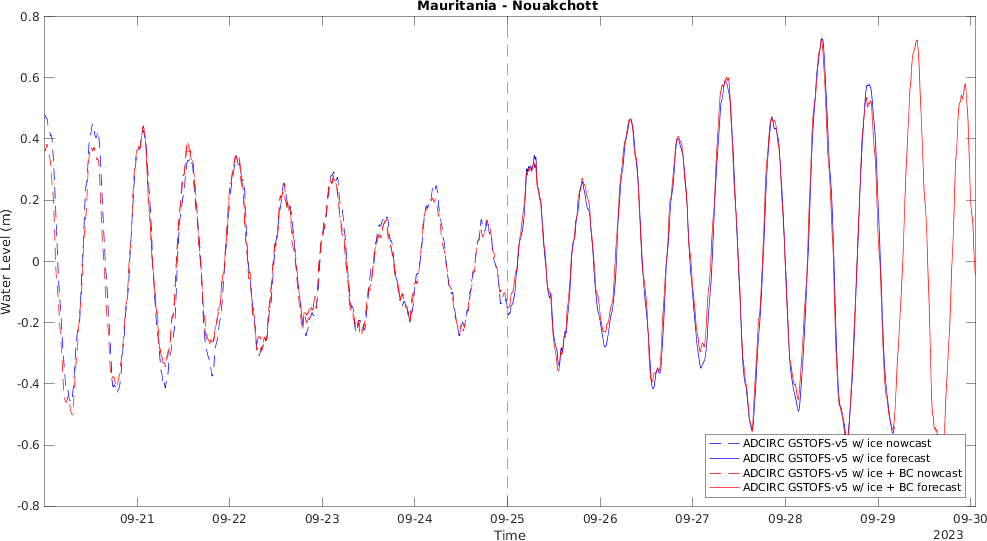 Mauritania - Nouakchott
0.8
0.6
0.4
0.2
0
-0.2
-0.4
-0.6
-0.8
Water Level (m)
09-21
09-22
09-23
09-24
09-25
09-26
09-27
09-28
09-29
09-30
Time
2023
ADCIRC GSTOFS-v5 w/ ice nowcast
ADCIRC GSTOFS-v5 w/ ice forecast
ADCIRC GSTOFS-v5 w/ ice + BC nowcast
ADCIRC GSTOFS-v5 w/ ice + BC forecast